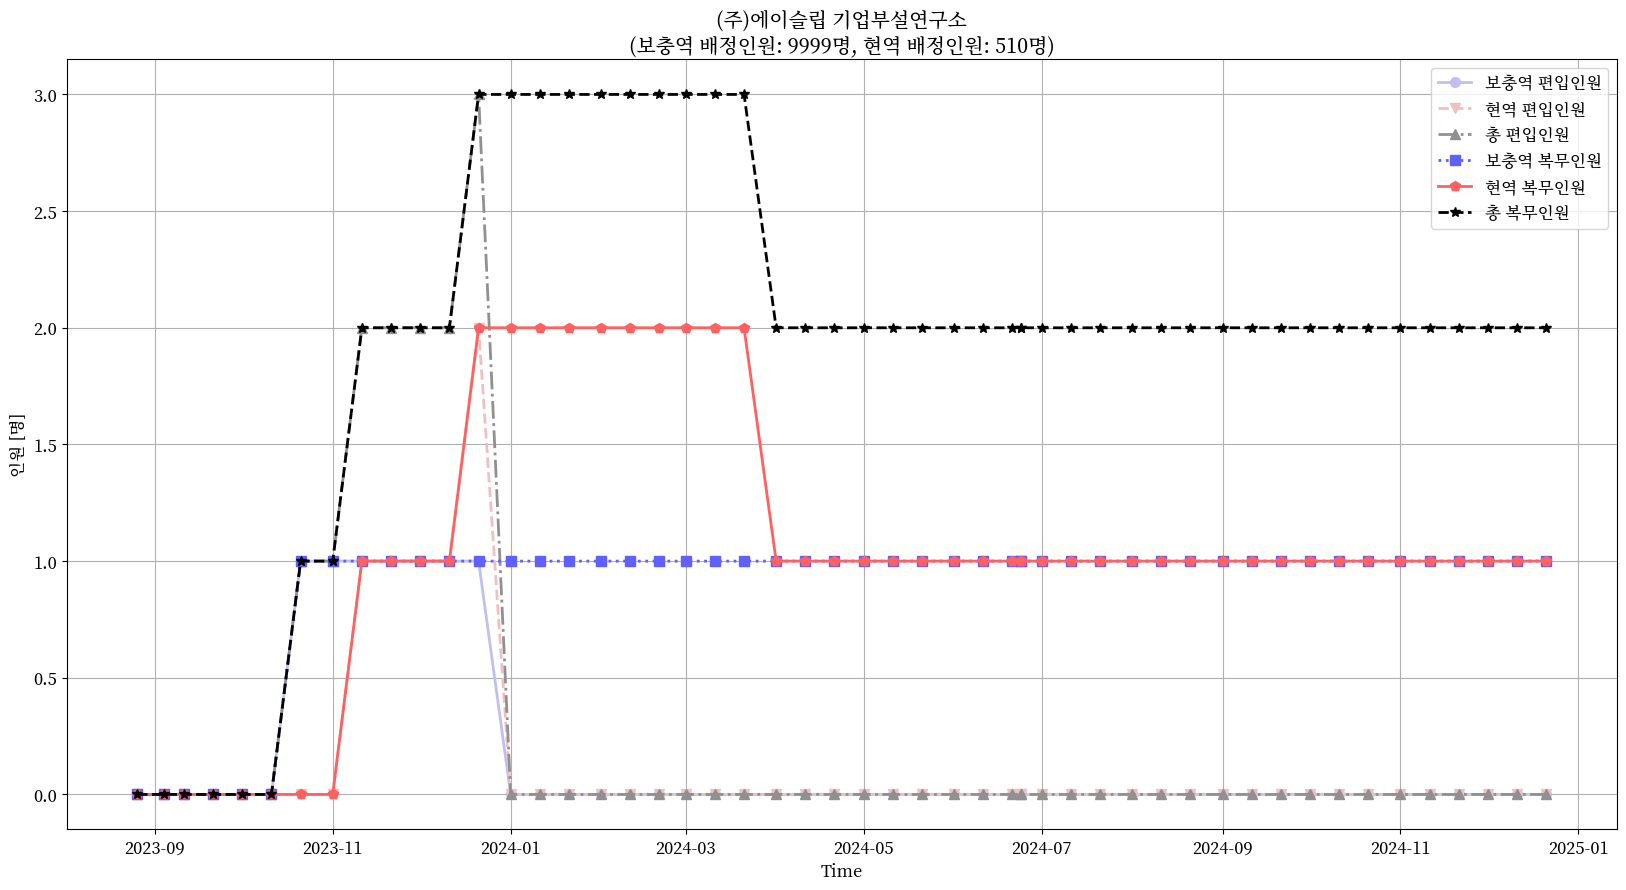 (주)에이슬립 기업부설연구소
(보충역 배정인원: 9999명, 현역 배정인원: 510명)
보충역 편입인원
현역 편입인원
총 편입인원
보충역 복무인원
현역 복무인원
총 복무인원
3.0
2.5
2.0
1.5
1.0
0.5
0.0
인원 [명]
2023-09 2023-11 2024-01 2024-03 2024-05 2024-07 2024-09 2024-11 2025-01
Time